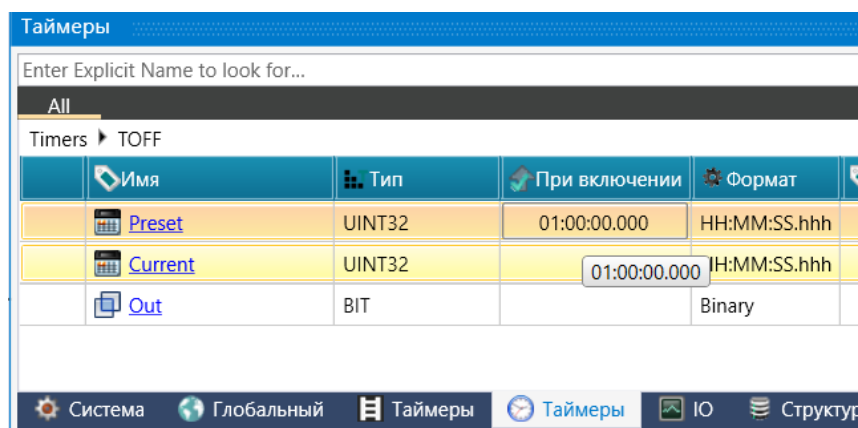 Таймеры
Enter Explicit Name to look for...
All
Timers TOFF
Имя Тип При включении Формат
Preset UINT32 01:00:00.000 HH:MM:SS.hhh
Current UINT32 01:00:00.000 HH:MM:SS.hhh
Out BIT Binary
Система Глобальный Таймеры Таймеры IO Структур